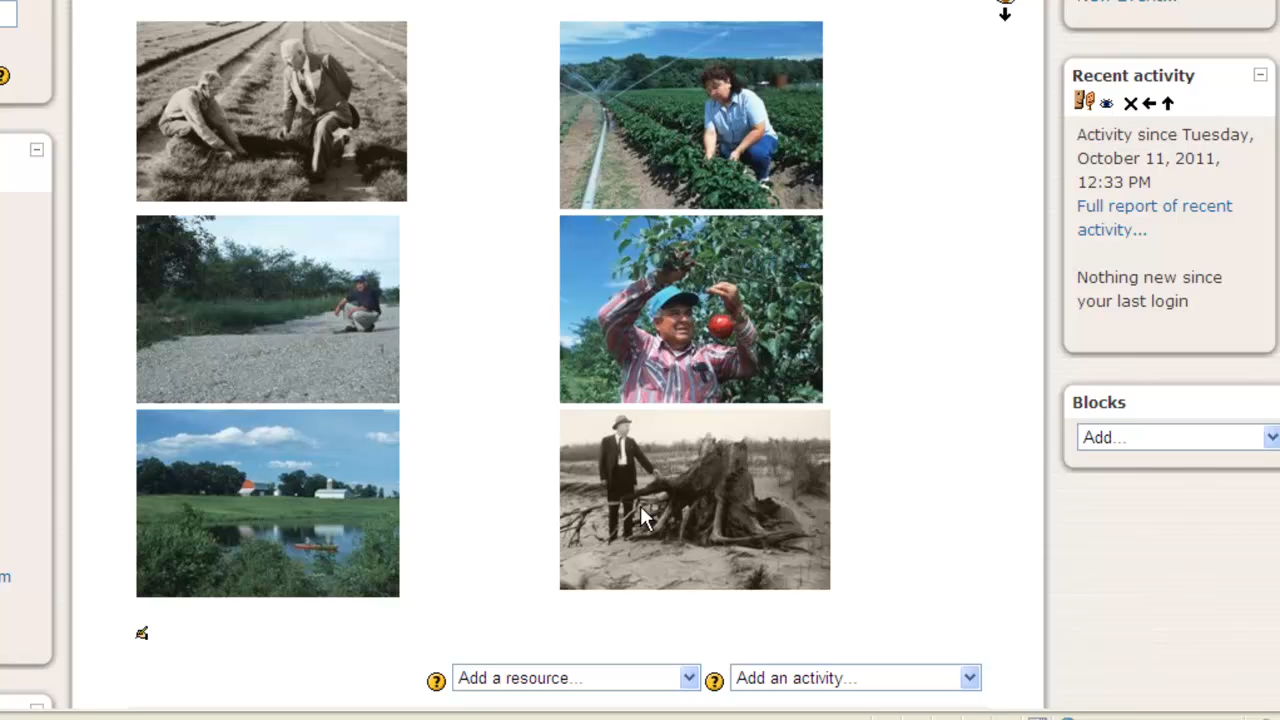 Recent activity
Activity since Tuesday,
October 11, 2011,
12:33 PM
Full report of recent
activity...
Nothing new since
your last login
Blocks
Add...
m
Add a resource...
Add an activity...